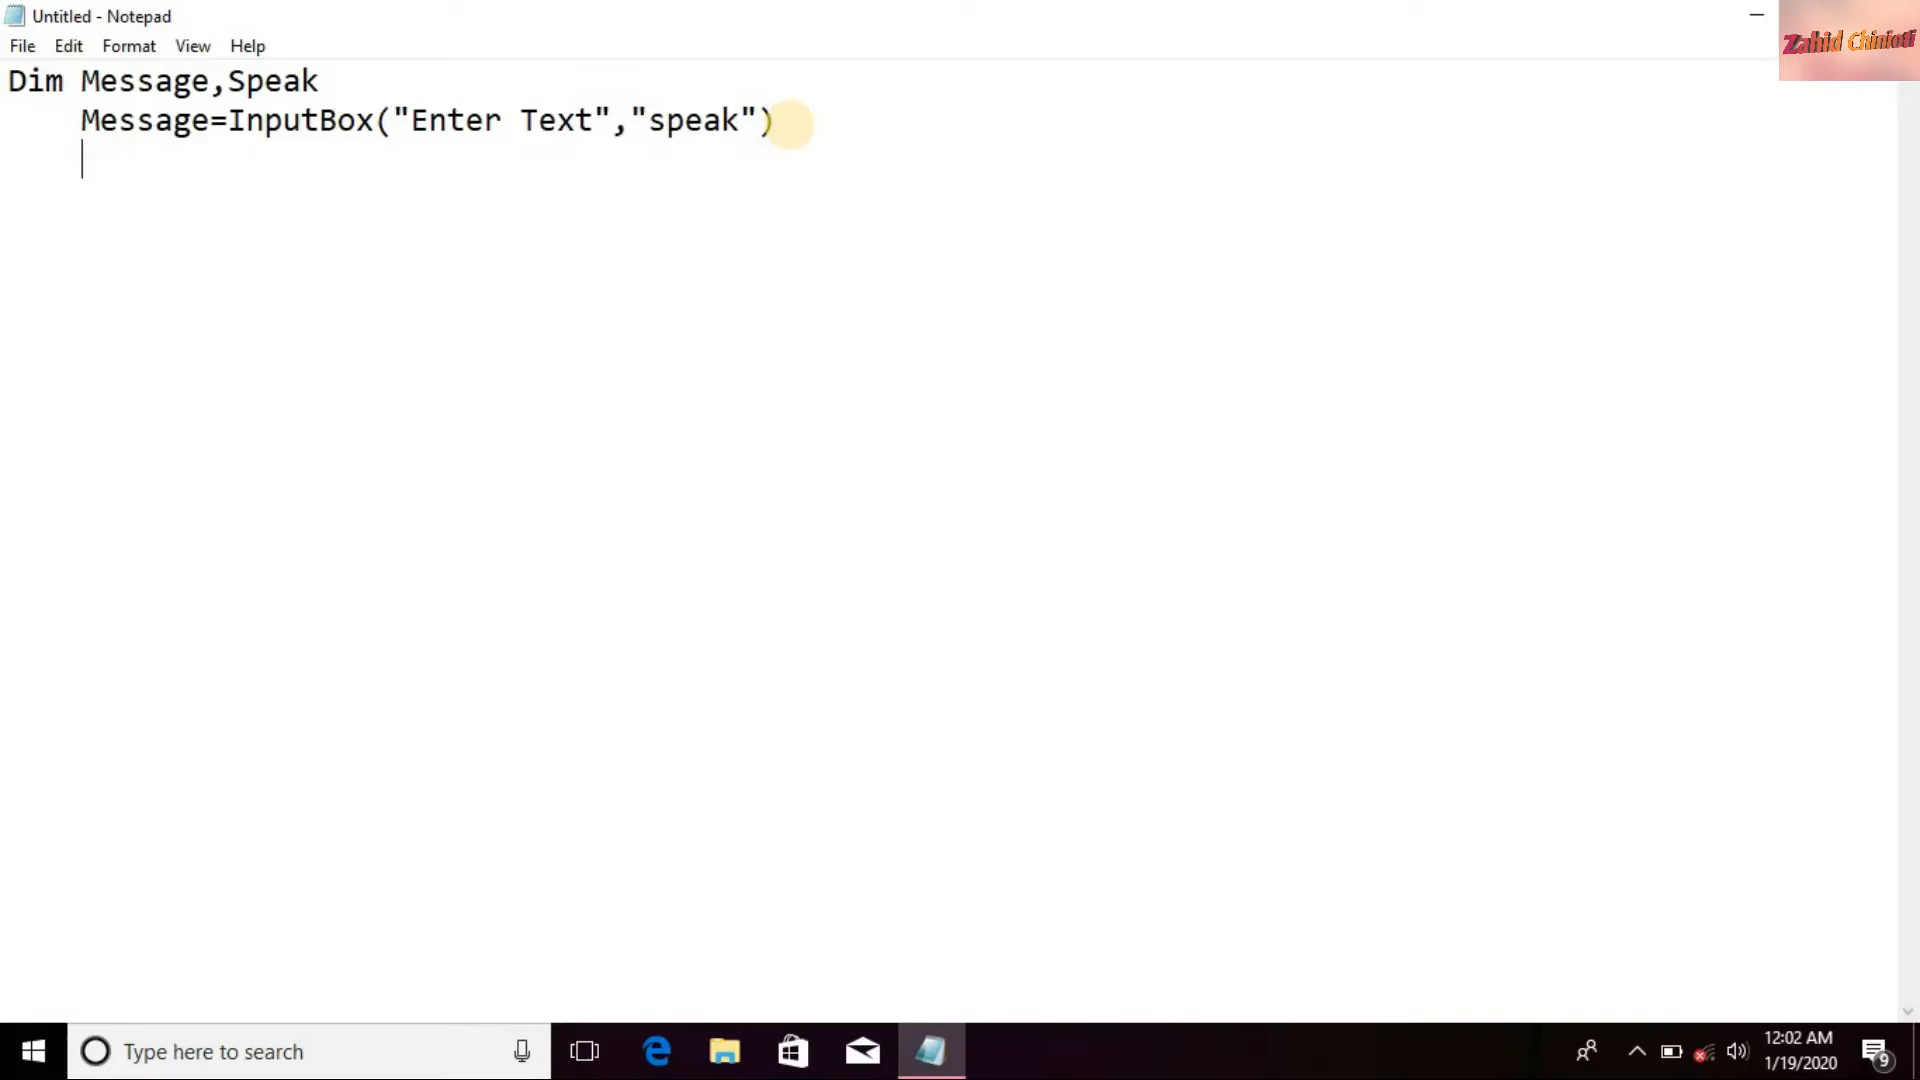 Untitled - Notepad
Zahid Chinioti
File Edit Format View Help
Dim Message,Speak
Message=InputBox("Enter Text","speak")
Type here to search
12:02 AM
1/19/2020
9